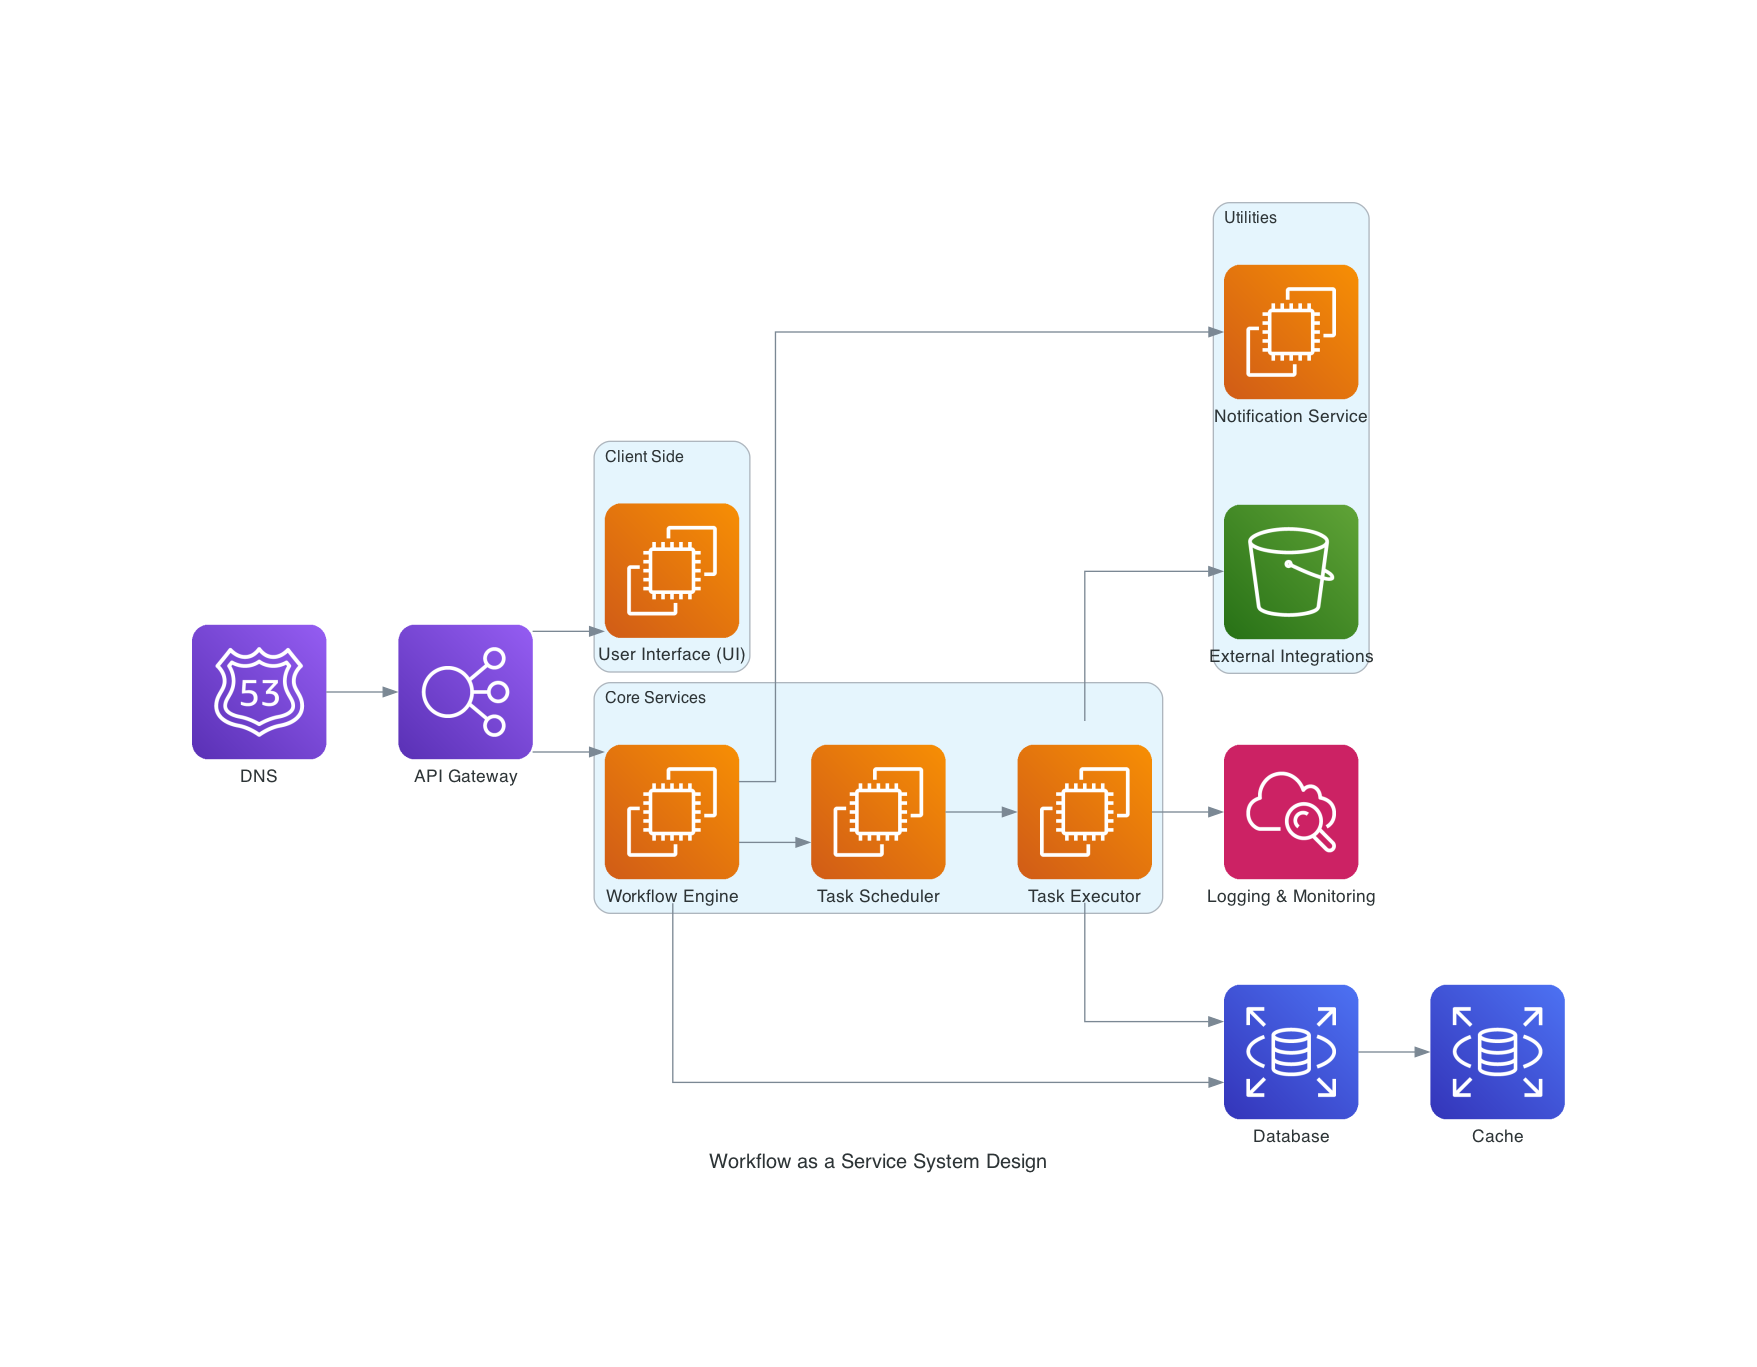 Utilities
Notification Service
Client Side
User Interface (UI)
External Integrations
53
DNS
API Gateway
Core Services
Workflow Engine
Task Scheduler
Task Executor
Logging & Monitoring
Database
Cache
Workflow as a Service System Design